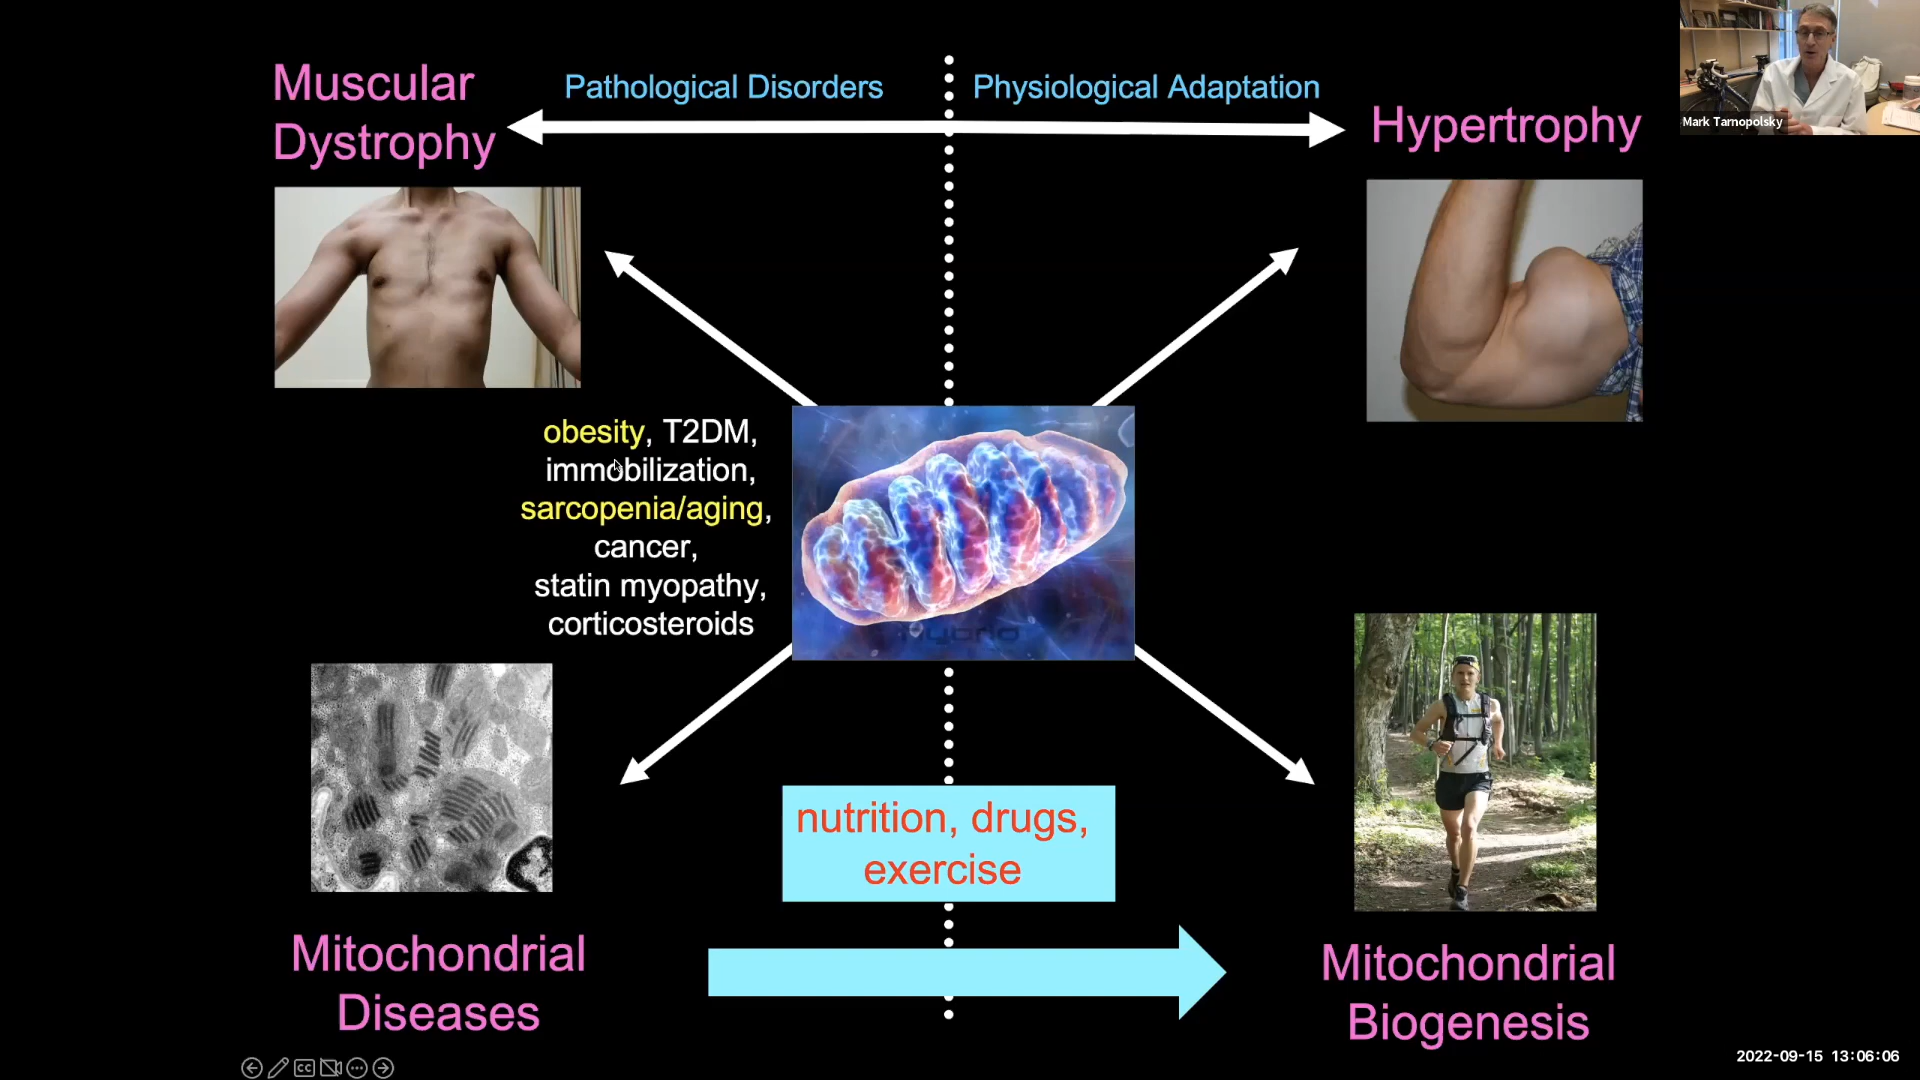 Muscular
Dystrophy
Pathological Disorders
Physiological Adaptation
Hypertrophy
Mark Tarnopolsky
obesity, T2DM,
immobilization,
sarcopenia/aging,
cancer,
statin myopathy,
corticosteroids
nutrition, drugs,
exercise
Mitochondrial
Diseases
Mitochondrial
Biogenesis
CC
2022-09-15 13:06:06